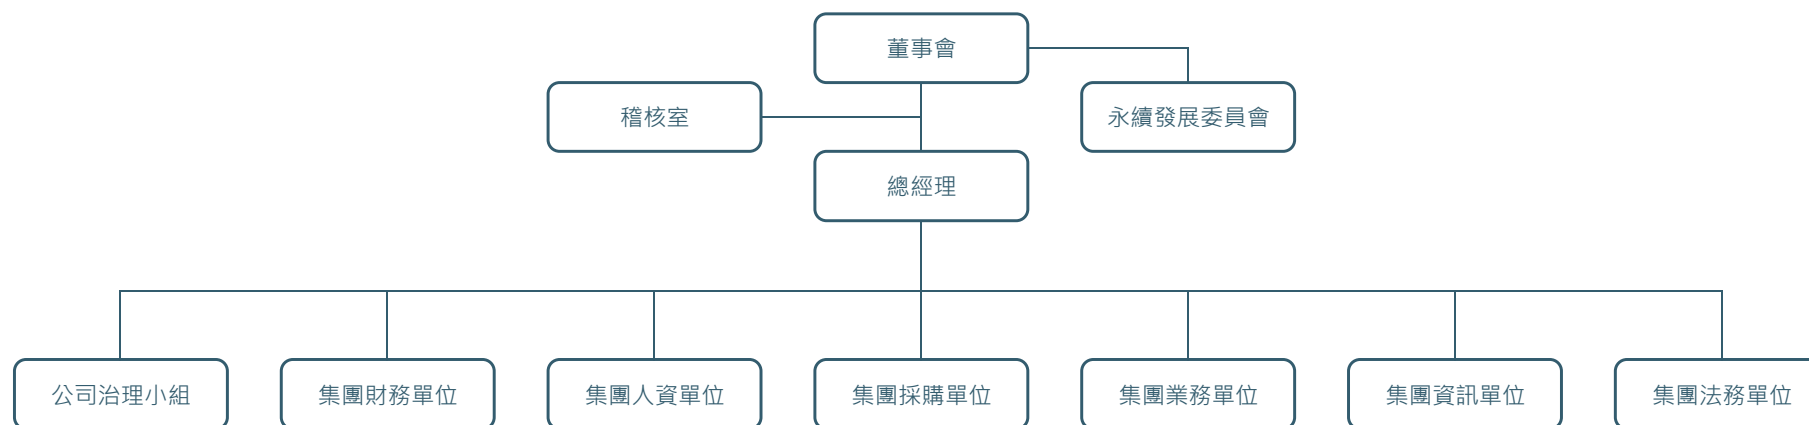 董事會
稽核室
永續發展委員會
總經理
公司治理小組
集團財務單位
集團人資單位
集團採購單位
集團業務單位
集團資訊單位
集團法務單位